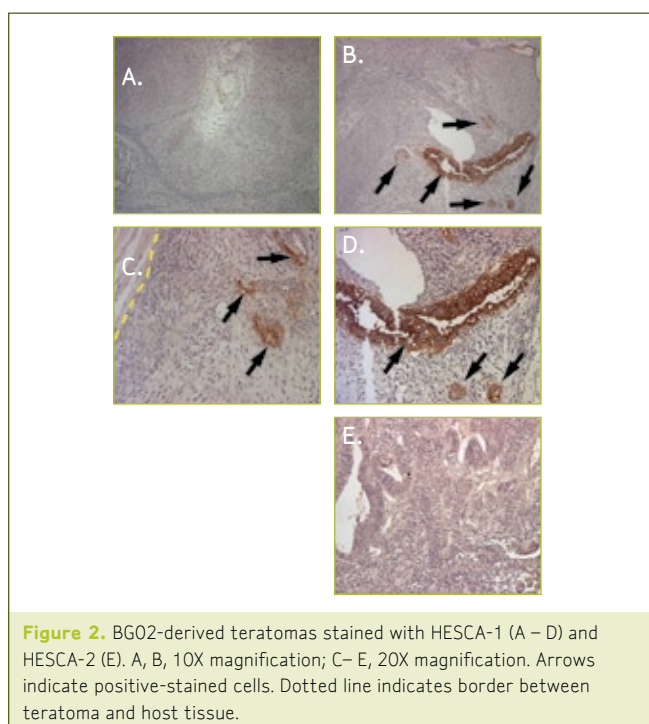 A.
B.
C.
D.
E.
Figure 2. BG02-derived teratomas stained with HESCA-1 (A – D) and
HESCA-2 (E). A, B, 10X magnification; C– E, 20X magnification. Arrows
indicate positive-stained cells. Dotted line indicates border between
teratoma and host tissue.